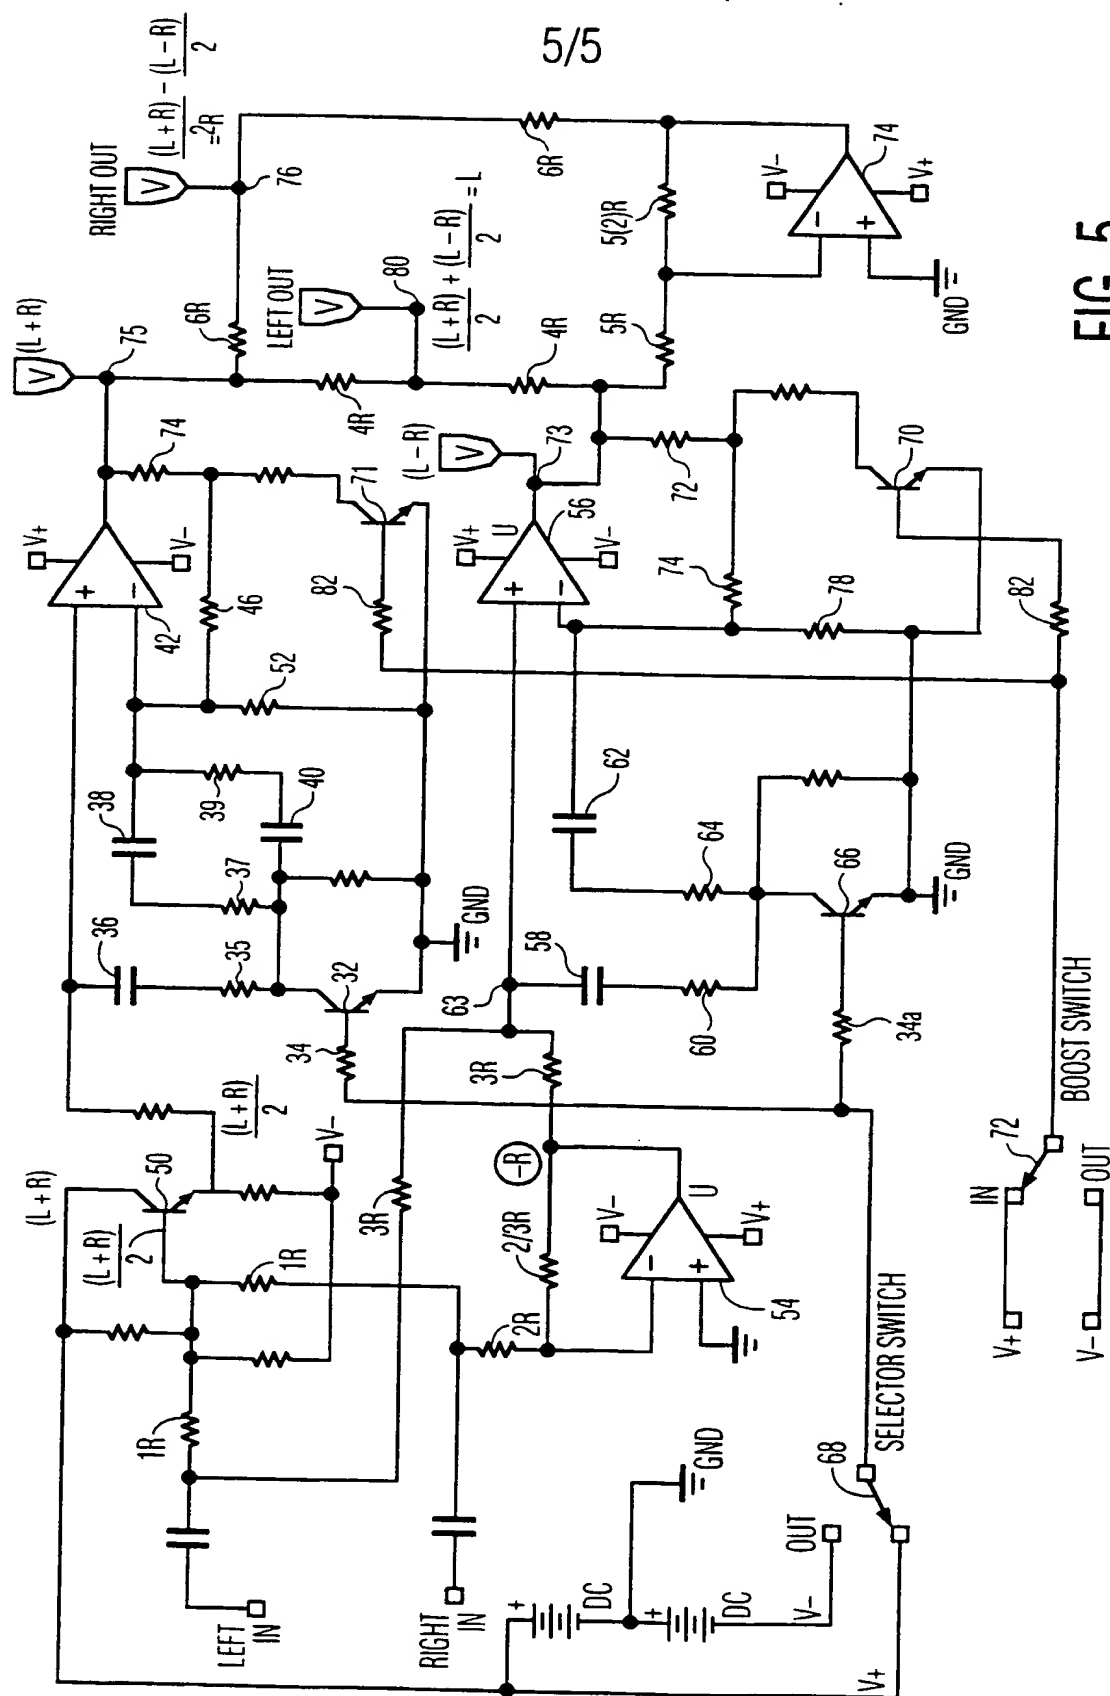 5/5
RIGHT OUT
(L+R) – (L–R)
2
=2R
76
(L+R)
75
6R
6R
LEFT OUT
80
(L+R) + (L–R) = L
2 2
4R
4R
5R
5(2)R
V–
V+
74
GND
FIG. 5
V+
V–
42
74
46
71
82
52
38
39
40
37
36
35
32
34
GND
(L–R)
73
V+
U
56
V–
72
74
70
78
82
62
64
66
GND
58
60
63
34a
(L+R)
50
(L+R)
2
(L+R)
2
V–
1R
1R
3R
3R
–R
2/3R
2R
V–
U
V+
54
LEFT
IN
RIGHT
IN
GND
+
DC
+
DC
V–
OUT
V+
68
SELECTOR SWITCH
BOOST SWITCH
72
IN
OUT
V+
V–